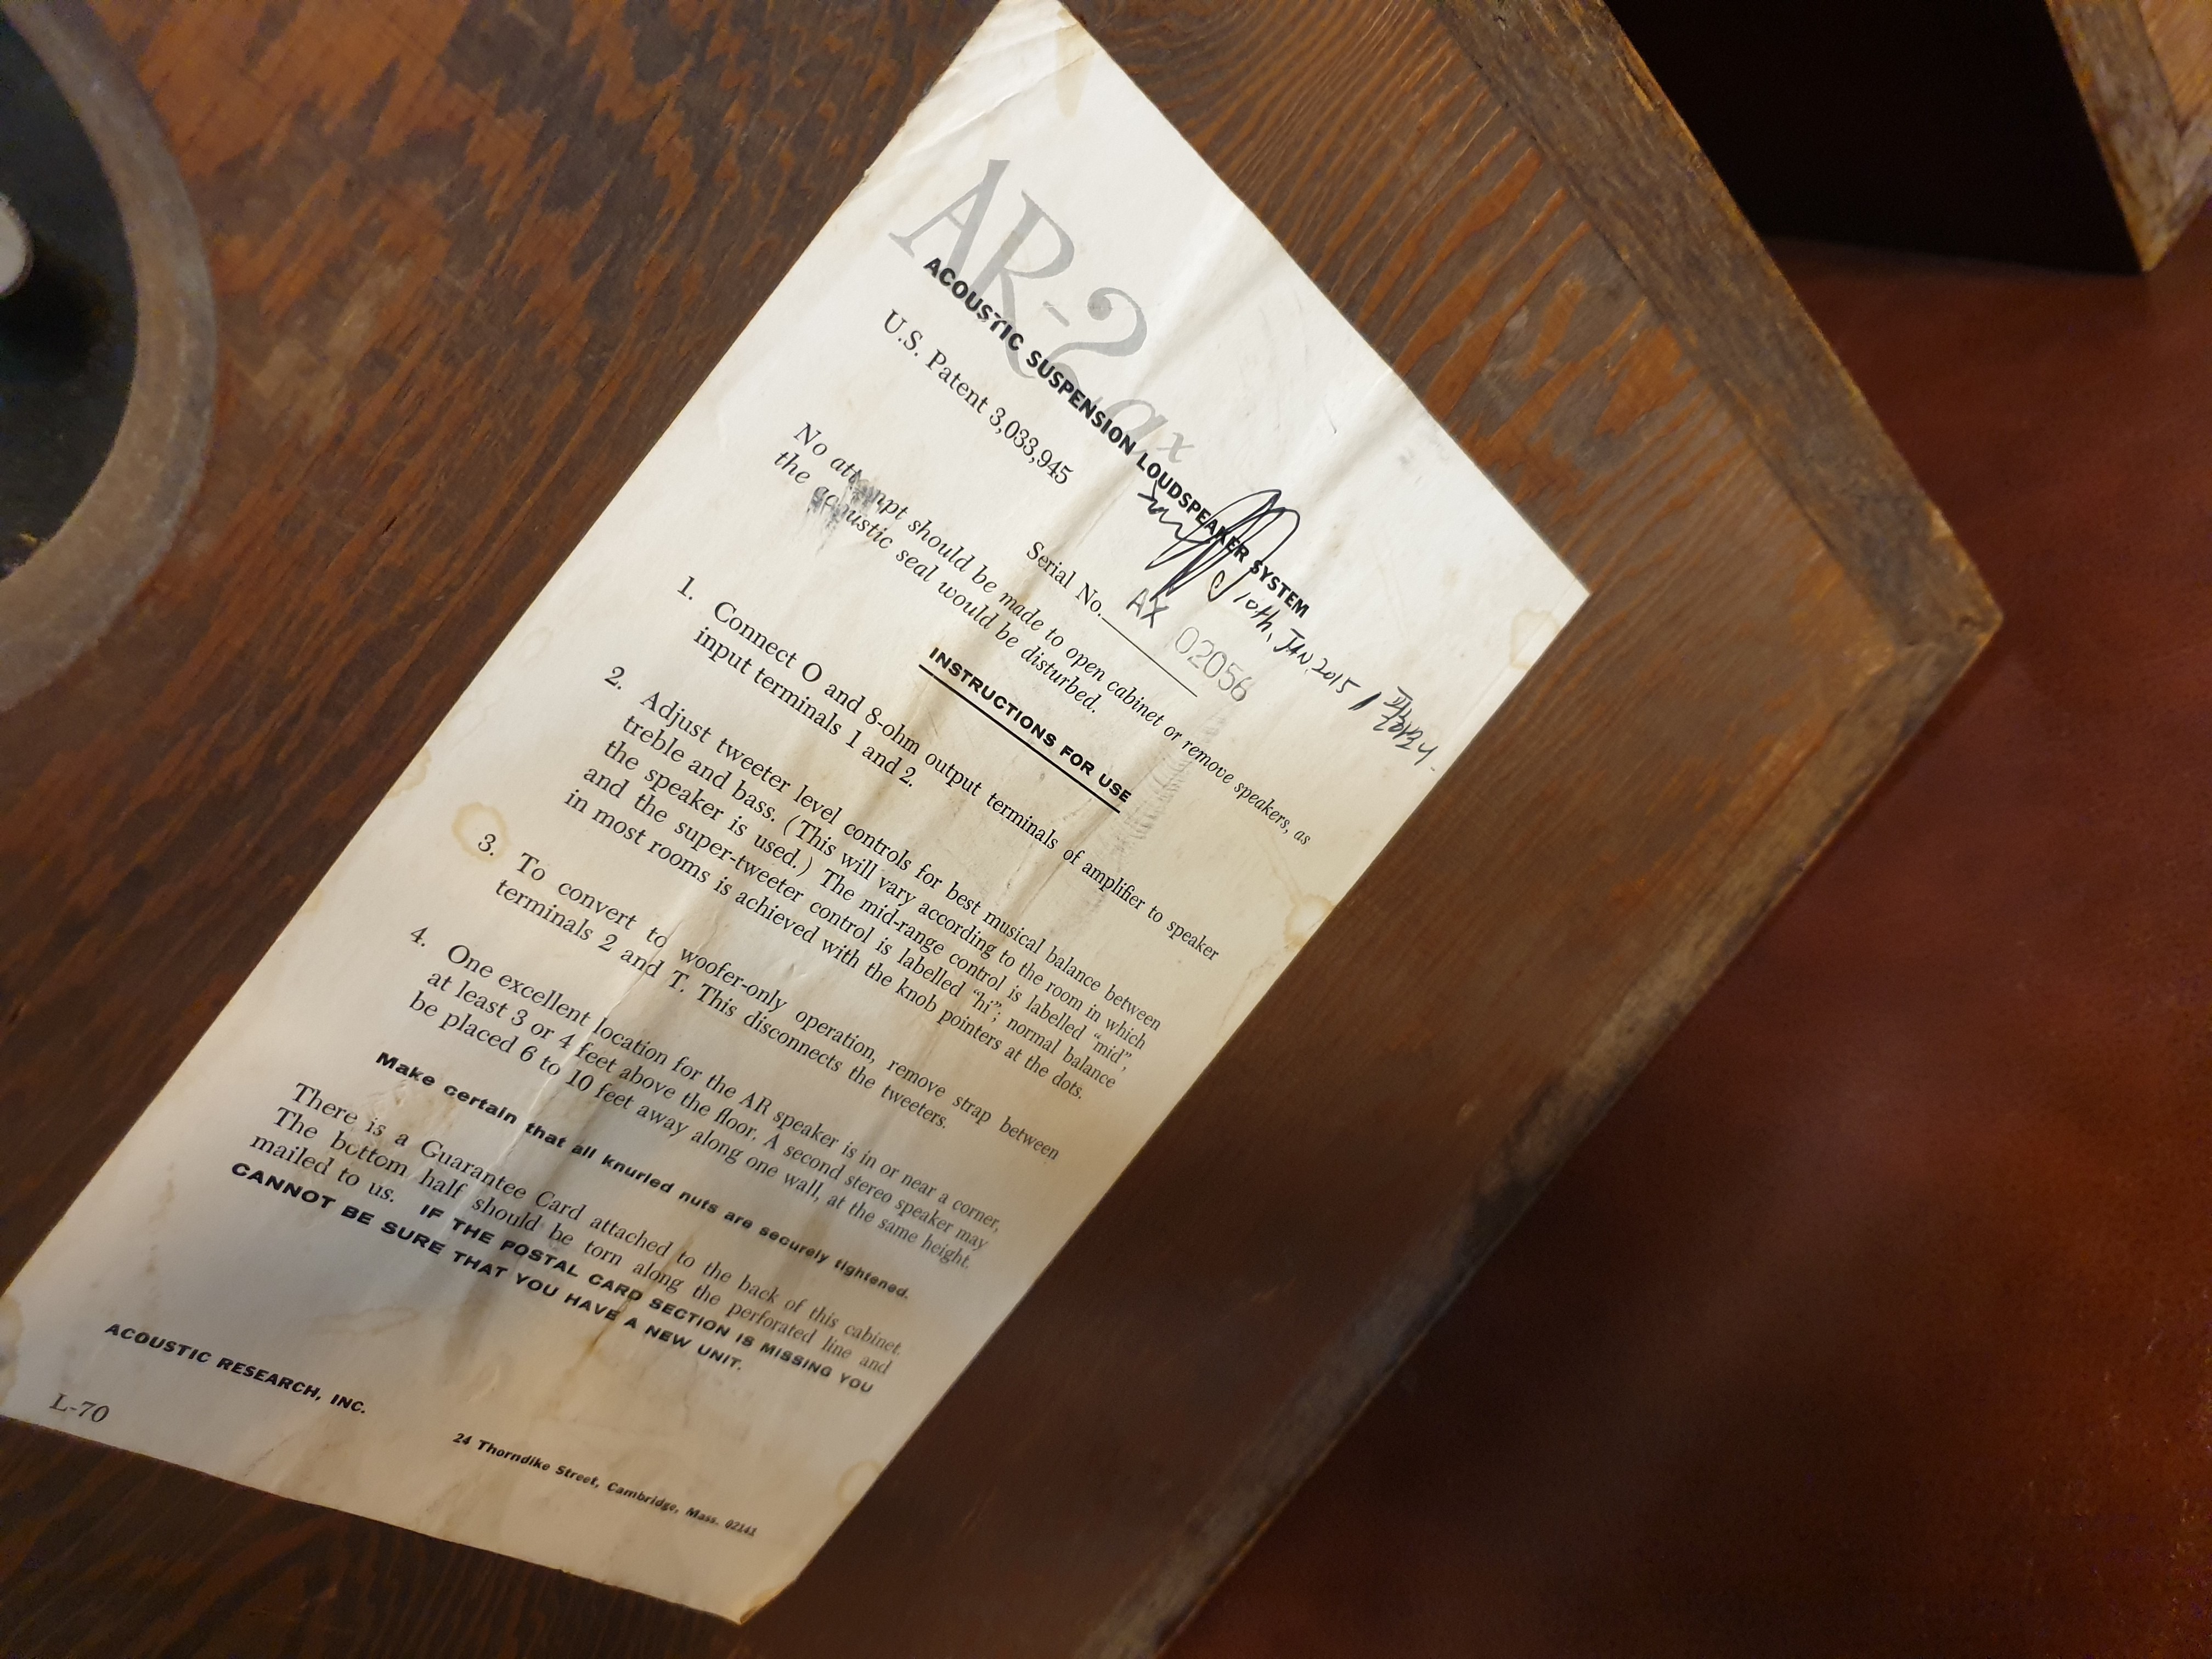 AR-2ax
ACOUSTIC SUSPENSION LOUDSPEAKER SYSTEM
U.S. Patent 3,033,945
10th, JAN, 2015 /
Serial No. AX 02056
No attempt should be made to open cabinet or remove speakers, as
the acoustic seal would be disturbed.
INSTRUCTIONS FOR USE
1. Connect O and 8-ohm output terminals of amplifier to speaker
input terminals 1 and 2.
2. Adjust tweeter level controls for best musical balance between
treble and bass. (This will vary according to the room in which
the speaker is used.) The mid-range control is labelled “mid”,
and the super-tweeter control is labelled “hi”; normal balance
in most rooms is achieved with the knob pointers at the dots.
3. To convert to woofer-only operation, remove strap between
terminals 2 and T. This disconnects the tweeters.
4. One excellent location for the AR speaker is in or near a corner,
at least 3 or 4 feet above the floor. A second stereo speaker may
be placed 6 to 10 feet away along one wall, at the same height.
Make certain that all knurled nuts are securely tightened.
There is a Guarantee Card attached to the back of this cabinet.
The bottom half should be torn along the perforated line and
mailed to us. IF THE POSTAL CARD SECTION IS MISSING YOU
CANNOT BE SURE THAT YOU HAVE A NEW UNIT.
ACOUSTIC RESEARCH, INC.
24 Thorndike Street, Cambridge, Mass. 02141
L-70